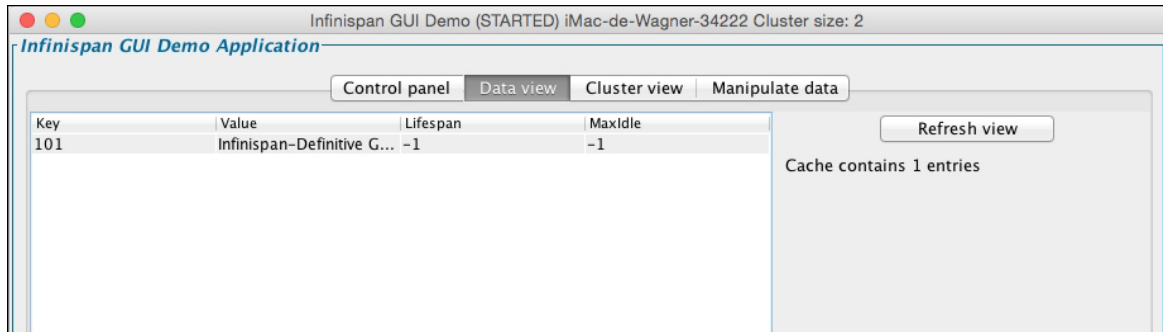 Infinispan GUI Demo (STARTED) iMac-de-Wagner-34222 Cluster size: 2
Infinispan GUI Demo Application
Control panel Data view Cluster view Manipulate data
Key Value Lifespan MaxIdle
101 Infinispan-Definitive G... -1 -1
Refresh view
Cache contains 1 entries